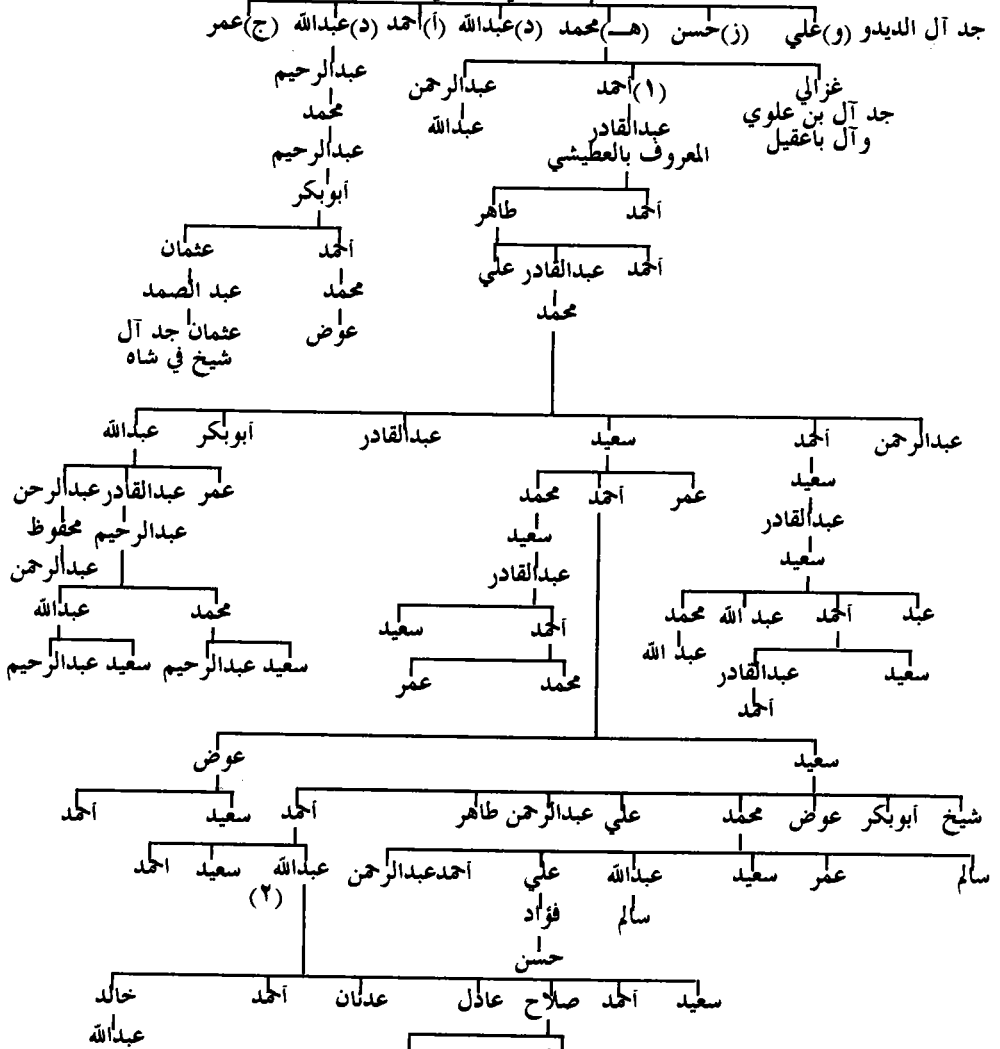 جد آل الديدو (و)علي (ز)حسن (هـ)محمد (د)عبدالله (أ)أحمد (د)عبدالله (ج)عمر
غزالي (١)أحمد عبدالرحمن عبدالرحيم
جد آل بن علوي عبدالقادر عبدالله محمد
وآل باعقيل المعروف بالعطيشي عبدالرحيم
أحمد طاهر أبوبكر
أحمد عبدالقادر علي أحمد عثمان
محمد محمد عبد الصمد
عوض عثمان جد آل
شيخ في شاه
عبدالرحمن أحمد سعيد عبدالقادر أبوبكر عبدالله
سعيد عمر أحمد محمد عمر عبدالقادر عبدالرحن
عبدالقادر سعيد عبدالرحيم محفوظ
سعيد عبدالقادر عبدالرحمن
عبد أحمد عبد الله محمد أحمد سعيد محمد عبدالله
سعيد عبدالقادر عبد الله محمد عمر سعيد عبدالرحيم سعيد عبدالرحيم
أحمد
سعيد عوض
شيخ أبوبكر عوض محمد علي عبدالرحمن طاهر أحمد سعيد أحمد
سالم عمر سعيد عبدالله علي أحمد عبدالرحمن عبدالله سعيد احمد
سالم فؤاد (٢)
حسن
سعيد أحمد صلاح عادل عدنان أحمد خالد
عبدالله